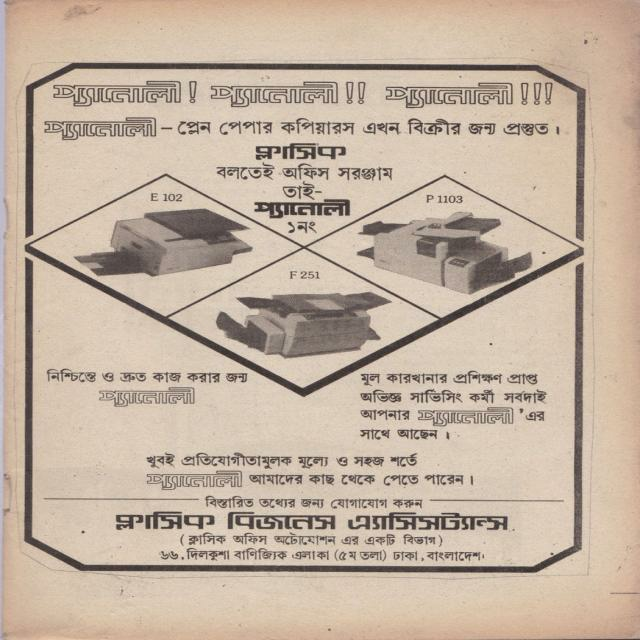 প্যানোলী! প্যানোলী!! প্যানোলী!!!
প্যানোলী – প্লেন পেপার কপিয়ারস এখন বিক্রীর জন্য প্রস্তুত।
ক্লাসিক
বলতেই অফিস সরঞ্জাম
তাই-
প্যানোলী
১নং
E 102
P 1103
F 251
নিশ্চিন্তে ও দ্রুত কাজ করার জন্য
প্যানোলী
মূল কারখানার প্রশিক্ষণ প্রাপ্ত
অভিজ্ঞ সার্ভিসিং কর্মী সর্বদাই
আপনার প্যানোলী 'এর
সাথে আছেন।
খুবই প্রতিযোগীতামুলক মূল্যে ও সহজ শর্তে
প্যানোলী আমাদের কাছ থেকে পেতে পারেন।
বিস্তারিত তথ্যের জন্য যোগাযোগ করুন
ক্লাসিক বিজনেস এ্যাসিসট্যান্স
(ক্লাসিক অফিস অটোমেশন এর একটি বিভাগ)
৬৬, দিলকুশা বাণিজ্যিক এলাকা (৫ম তলা) ঢাকা, বাংলাদেশ।